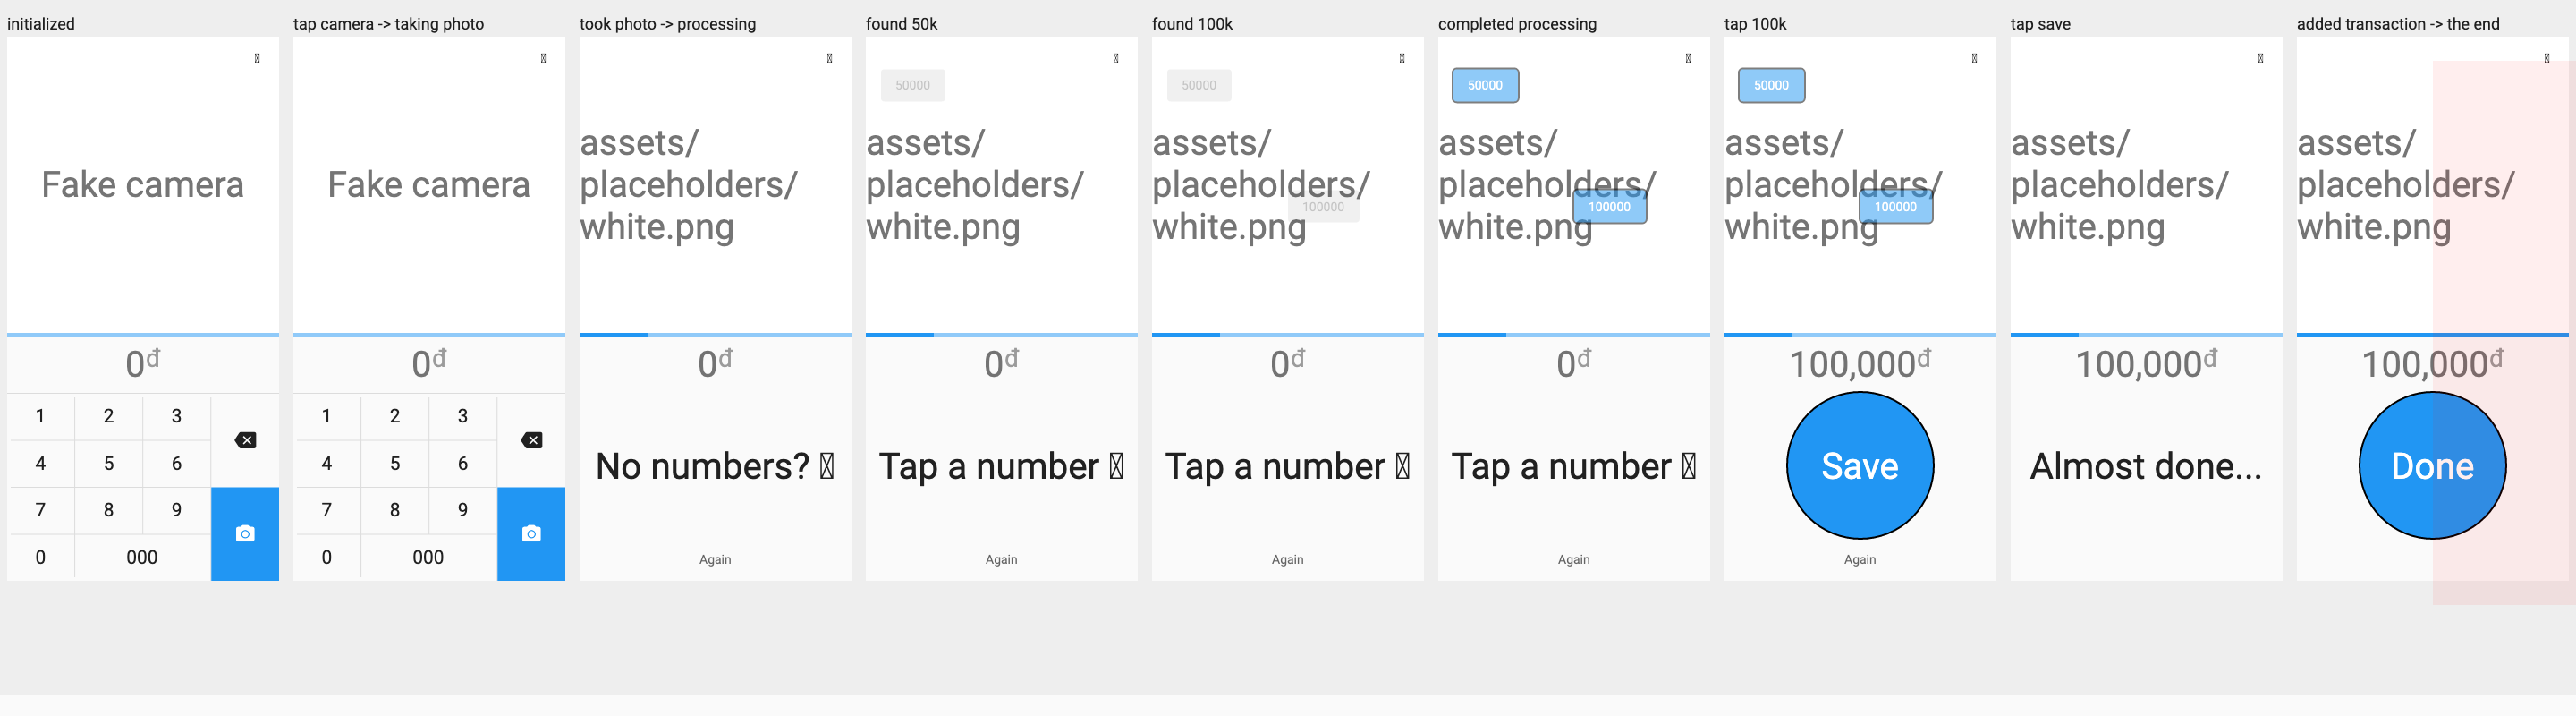 initialized
Fake camera
0đ
1 2 3
4 5 6
7 8 9
0 000
tap camera -> taking photo
Fake camera
0đ
1 2 3
4 5 6
7 8 9
0 000
took photo -> processing
assets/
placeholders/
white.png
0đ
No numbers?
Again
found 50k
50000
assets/
placeholders/
white.png
0đ
Tap a number
Again
found 100k
50000
assets/
placeholders/
100000
white.png
0đ
Tap a number
Again
completed processing
50000
assets/
placeholders/
100000
white.png
0đ
Tap a number
Again
tap 100k
50000
assets/
placeholders/
100000
white.png
100,000đ
Save
Again
tap save
assets/
placeholders/
white.png
100,000đ
Almost done...
added transaction -> the end
assets/
placeholders/
white.png
100,000đ
Done